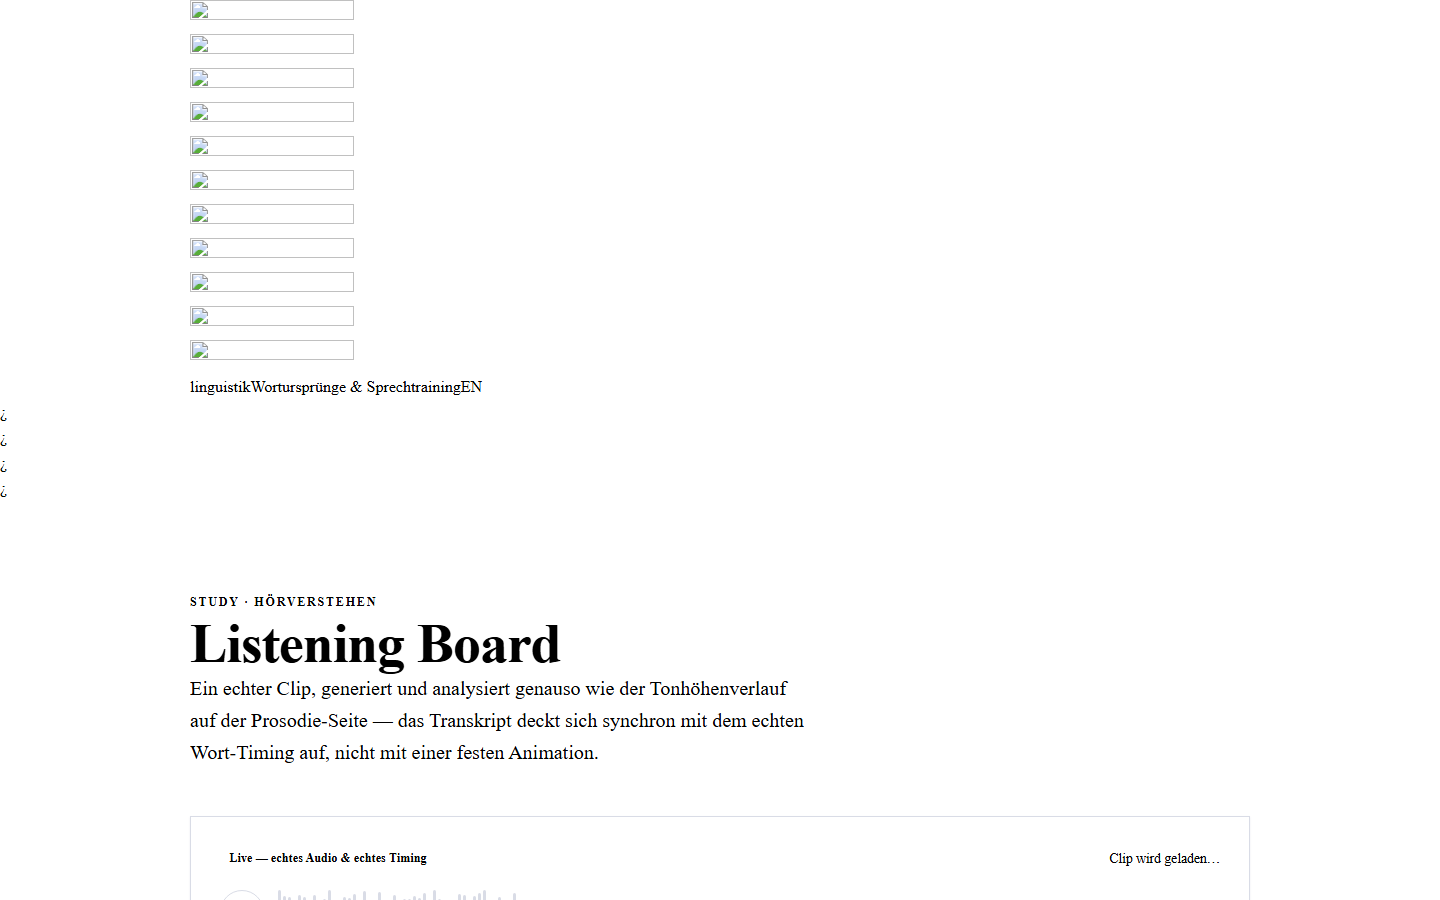 linguistikWortursprünge & SprechtrainingEN
¿
¿
¿
¿
STUDY · HÖRVERSTEHEN
Listening Board
Ein echter Clip, generiert und analysiert genauso wie der Tonhöhenverlauf
auf der Prosodie-Seite — das Transkript deckt sich synchron mit dem echten
Wort-Timing auf, nicht mit einer festen Animation.
Live — echtes Audio & echtes Timing
Clip wird geladen…